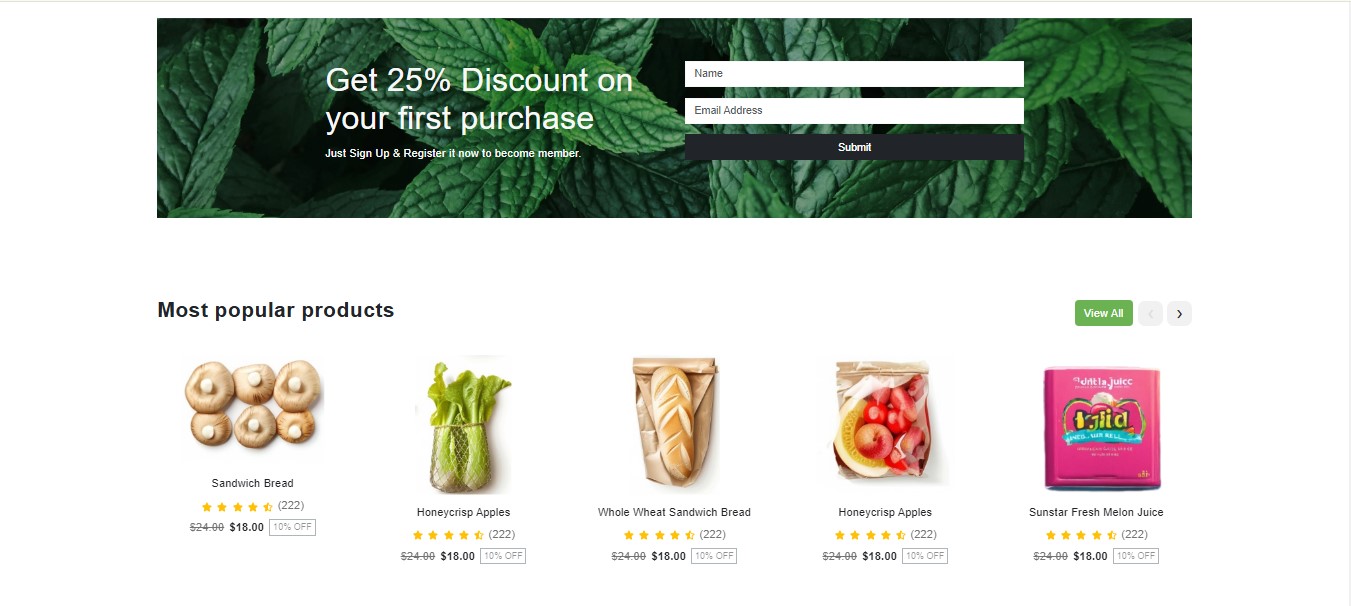 Get 25% Discount on
your first purchase
Just Sign Up & Register it now to become member.
Name
Email Address
Submit
Most popular products
View All
Sandwich Bread
(222)
$24.00 $18.00 10% OFF
Honeycrisp Apples
(222)
$24.00 $18.00 10% OFF
Whole Wheat Sandwich Bread
(222)
$24.00 $18.00 10% OFF
Honeycrisp Apples
(222)
$24.00 $18.00 10% OFF
Sunstar Fresh Melon Juice
(222)
$24.00 $18.00 10% OFF